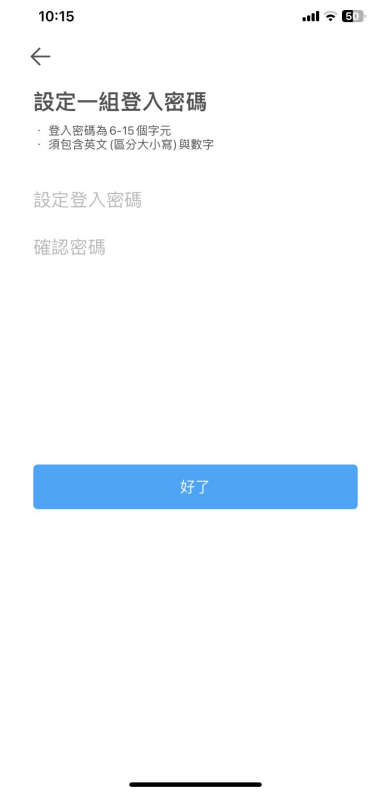 10:15
50
設定一組登入密碼
· 登入密碼為 6-15 個字元
· 須包含英文 (區分大小寫) 與數字
設定登入密碼
確認密碼
好了